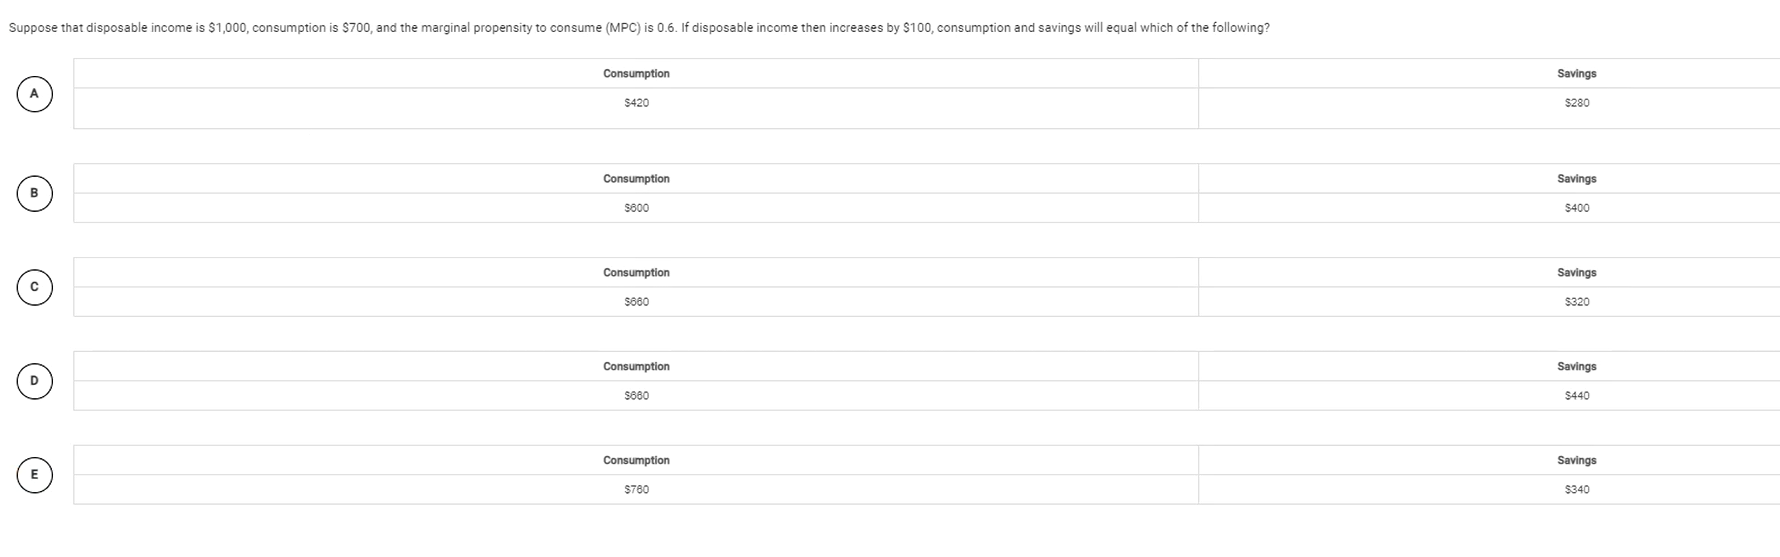 Suppose that disposable income is $1,000, consumption is $700, and the marginal propensity to consume (MPC) is 0.6. If disposable income then increases by $100, consumption and savings will equal which of the following?
A
Consumption Savings
$420 $280
B
Consumption Savings
$600 $400
C
Consumption Savings
$660 $320
D
Consumption Savings
$660 $440
E
Consumption Savings
$760 $340